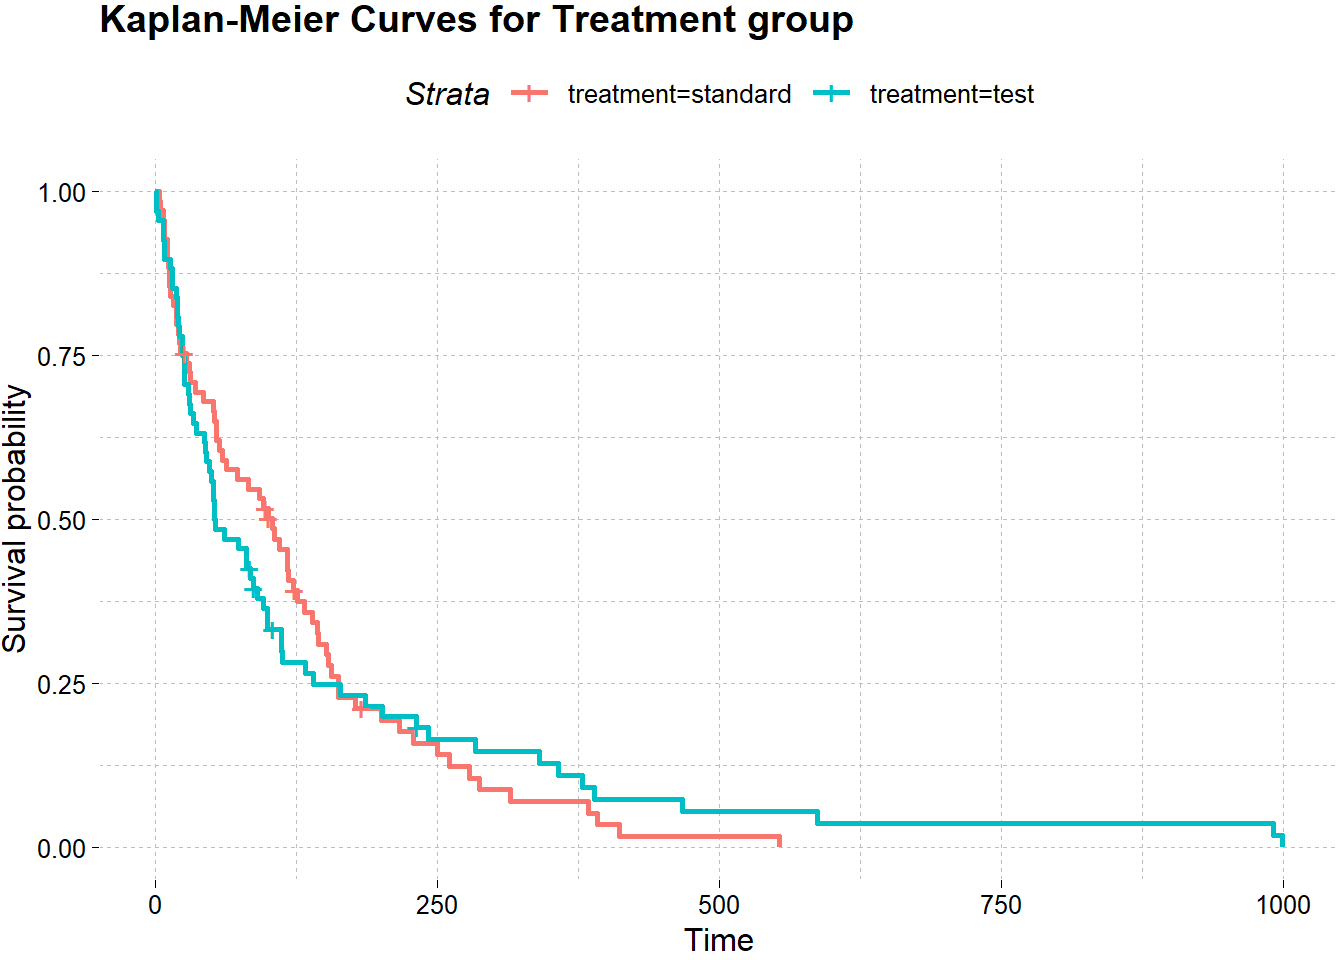 Kaplan-Meier Curves for Treatment group
Strata treatment=standard treatment=test
1.00
0.75
0.50
0.25
0.00
Survival probability
0 250 500 750 1000
Time